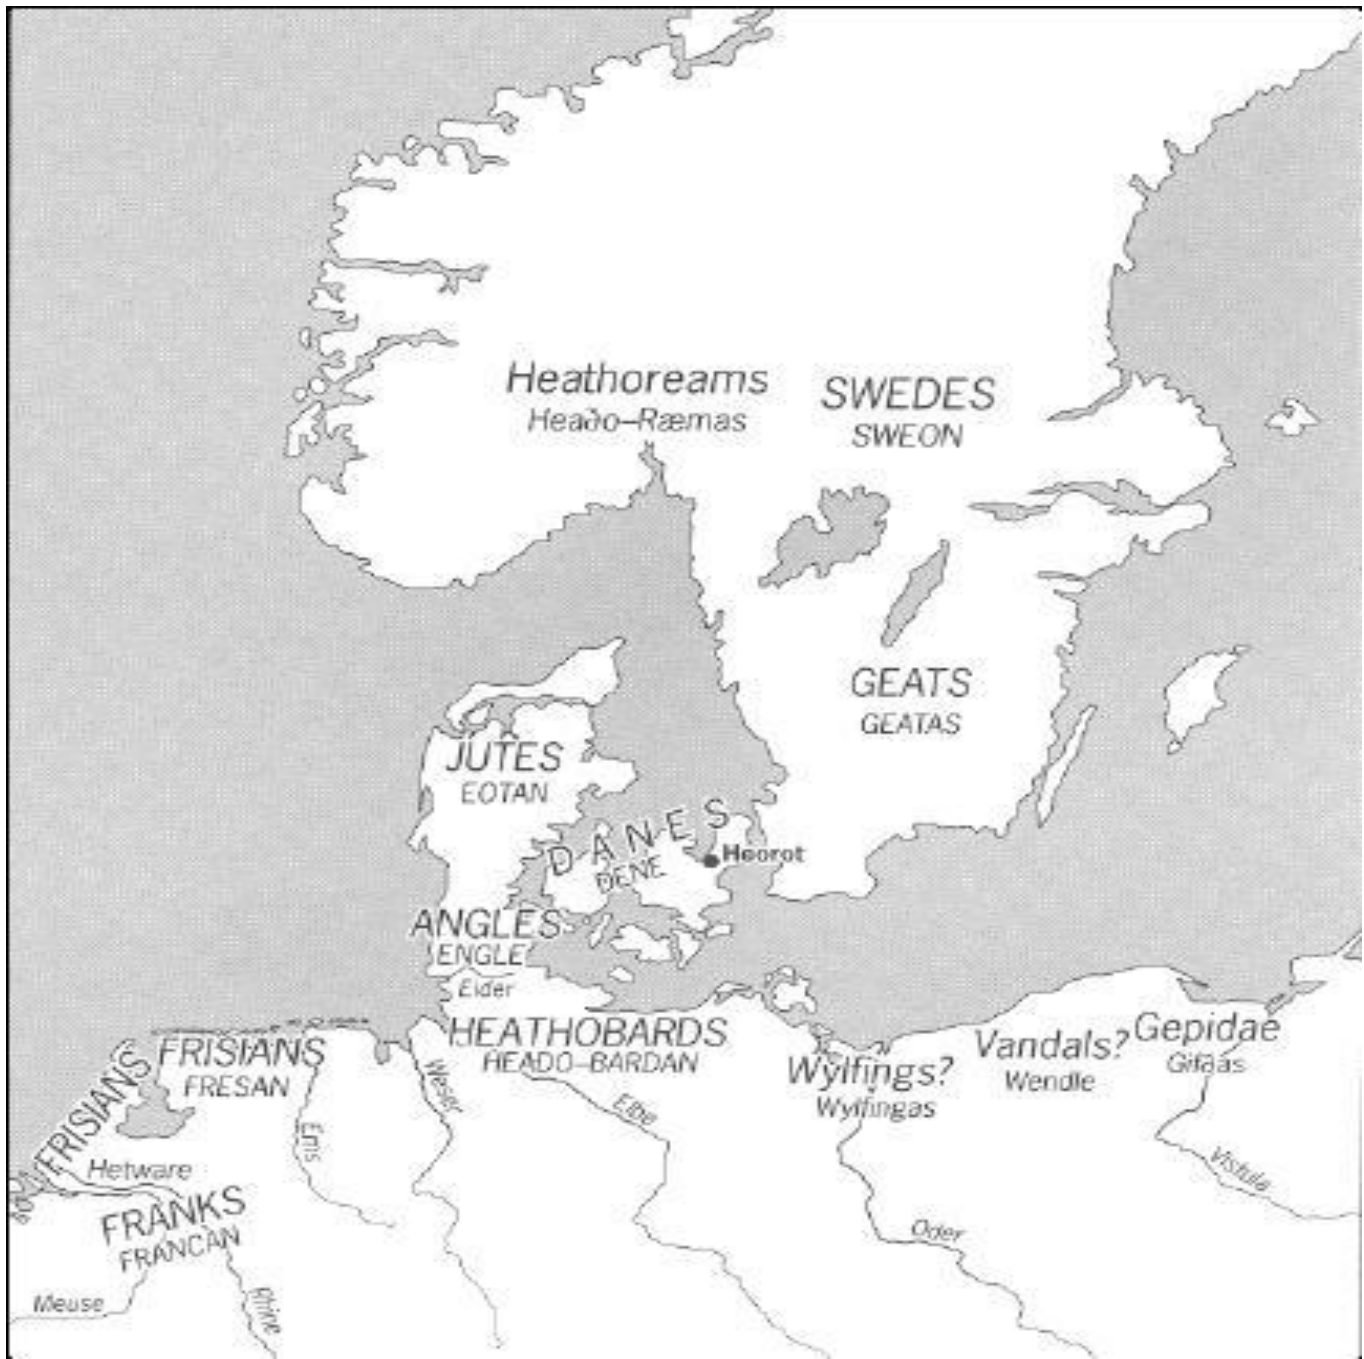 Heathoreams
Heaðo–Ræmas
SWEDES
SWEON
GEATS
GEATAS
JUTES
EOTAN
DANES
DENE
Heorot
ANGLES
ENGLE
Eider
HEATHOBARDS
HEADO–BARDAN
FRISIANS
FRESAN
FRISIANS
Wylfings?
Wylfingas
Vandals?
Wendle
Gepidae
Weser
Elbe
Ems
Hetware
FRANKS
FRANCAN
Vistula
Oder
Meuse
Rhine